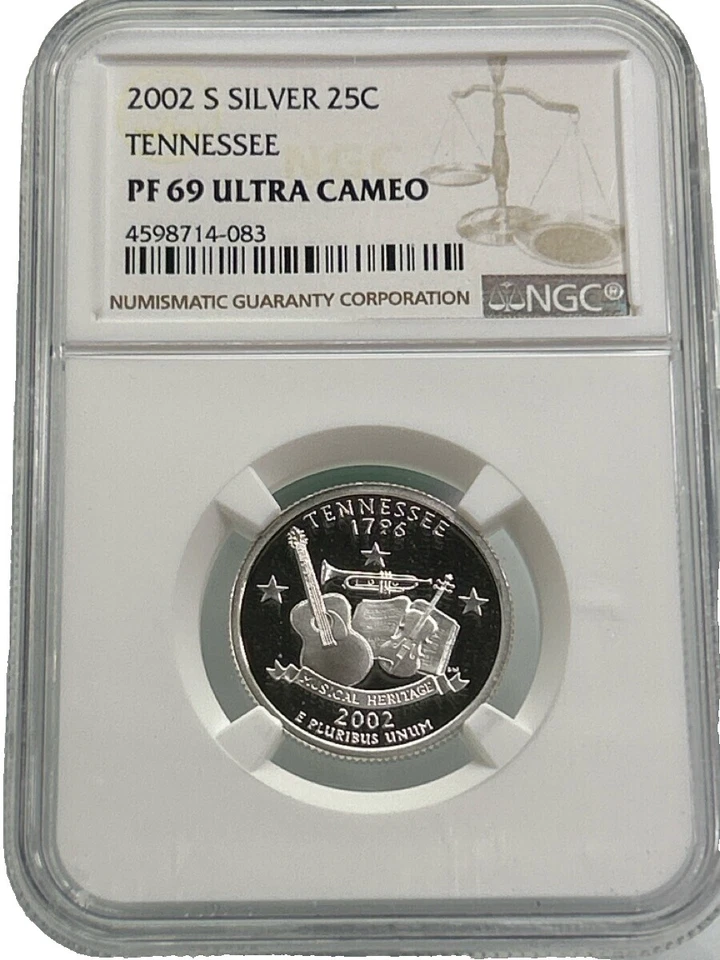 2002 S SILVER 25C
TENNESSEE
PF 69 ULTRA CAMEO
4598714-083
NUMISMATIC GUARANTY CORPORATION
NGC®
TENNESSEE
1796
MUSICAL HERITAGE
2002
E PLURIBUS UNUM